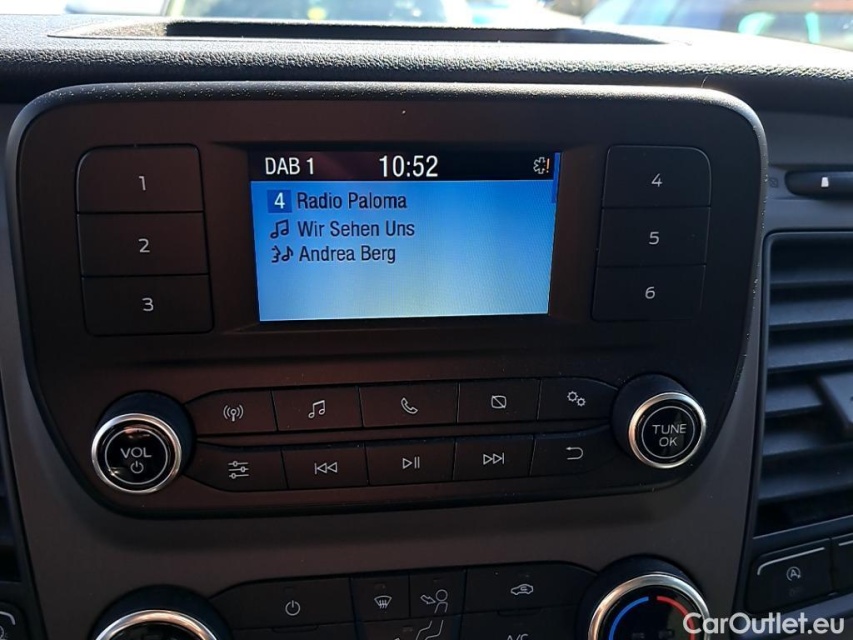 DAB 1 10:52
4 Radio Paloma
Wir Sehen Uns
Andrea Berg
1
2
3
4
5
6
VOL
TUNE
OK
A/C
CarOutlet.eu